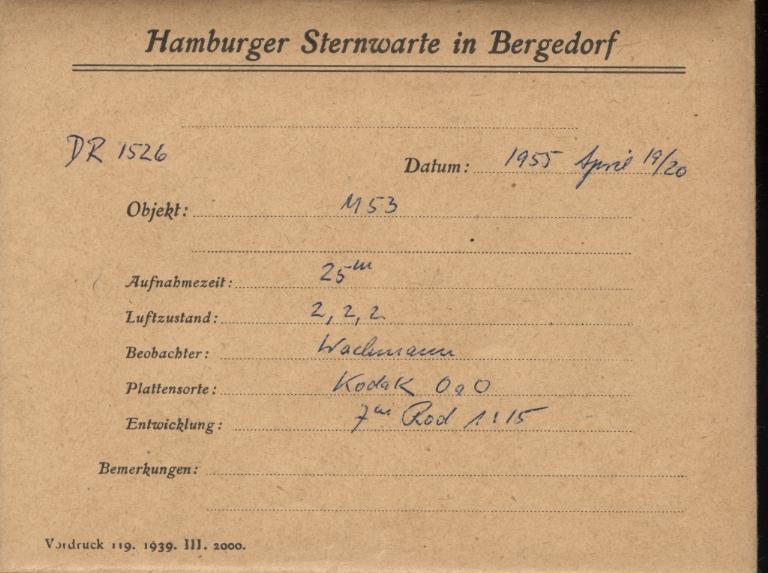 Hamburger Sternwarte in Bergedorf
DR 1526
Datum: 1955 April 19/20
Objekt: M53
Aufnahmezeit: 25m
Luftzustand: 2, 2, 2
Beobachter: Wachmann
Plattensorte: Kodak OaO
Entwicklung: 7m Rod 1:15
Bemerkungen:
Vordruck 119. 1939. III. 2000.